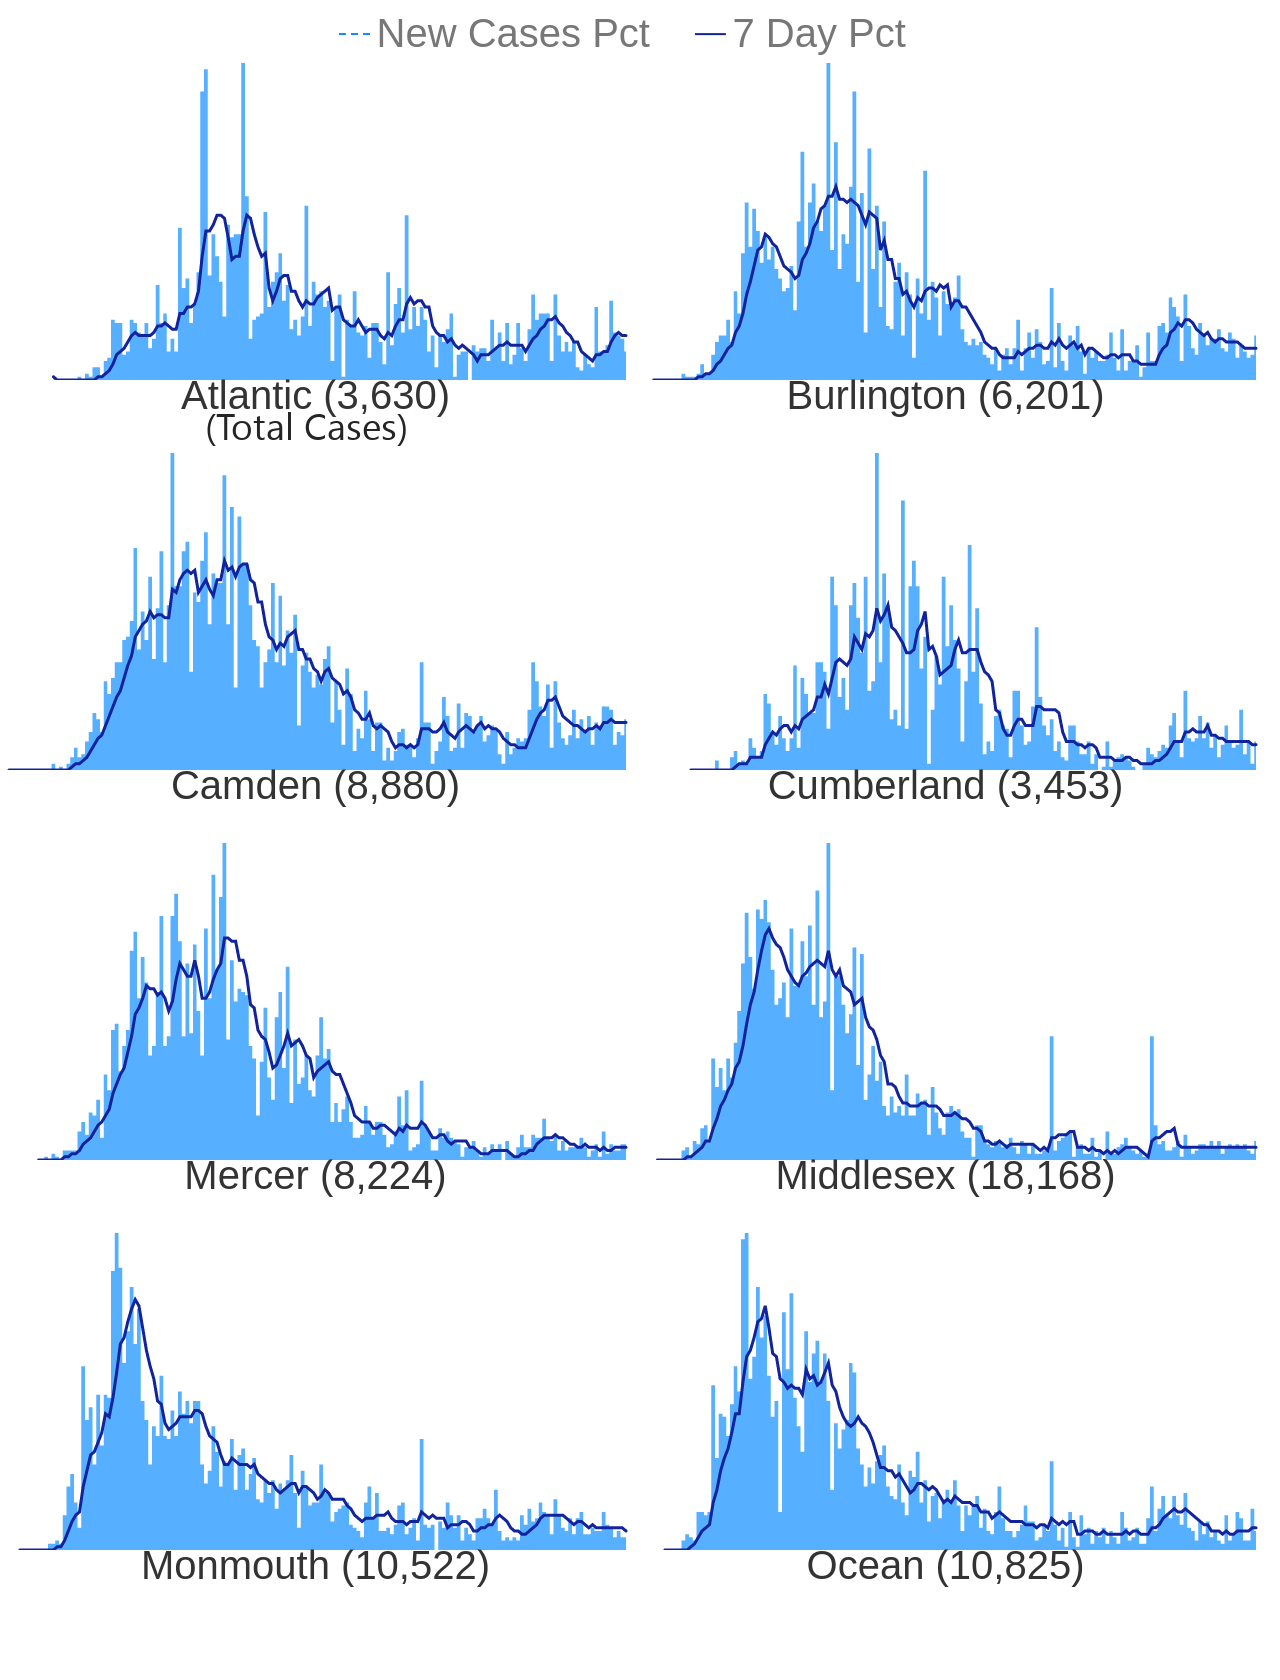 New Cases Pct 7 Day Pct
Atlantic (3,630) Burlington (6,201)
(Total Cases)
Camden (8,880) Cumberland (3,453)
Mercer (8,224) Middlesex (18,168)
Monmouth (10,522) Ocean (10,825)